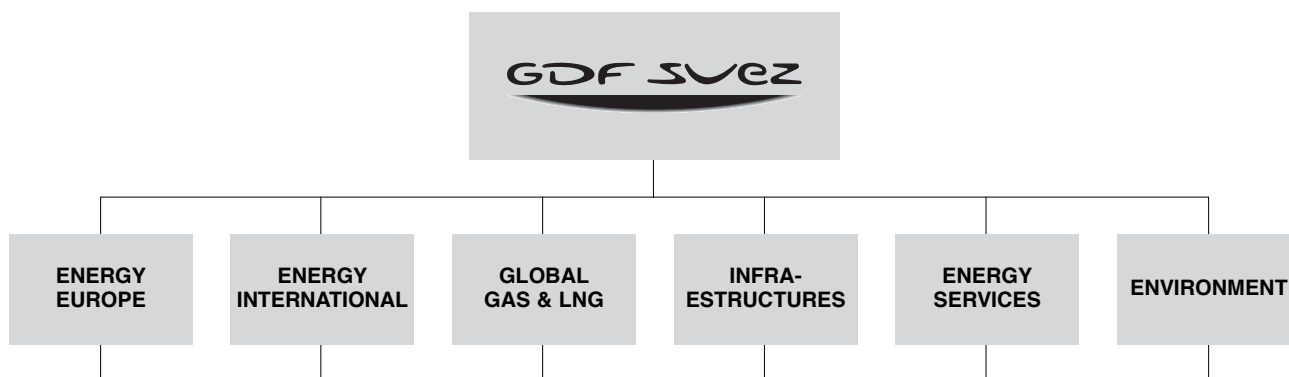 GDF SUEZ
ENERGY
EUROPE
ENERGY
INTERNATIONAL
GLOBAL
GAS & LNG
INFRA-
ESTRUCTURES
ENERGY
SERVICES
ENVIRONMENT